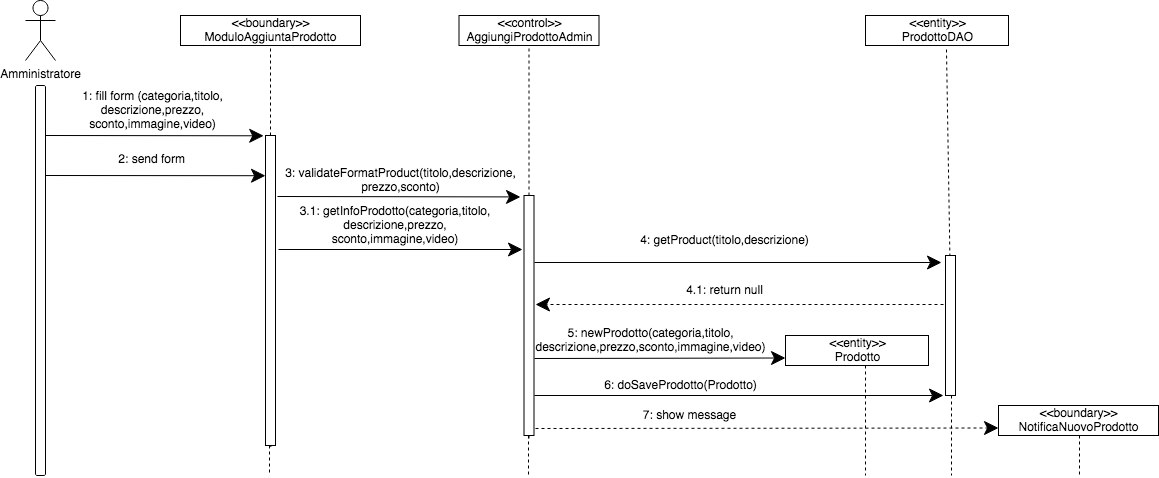 <<boundary>>
ModuloAggiuntaProdotto
<<control>>
AggiungiProdottoAdmin
<<entity>>
ProdottoDAO
Amministratore
1: fill form (categoria,titolo,
descrizione,prezzo,
sconto,immagine,video)
2: send form
3: validateFormatProduct(titolo,descrizione,
prezzo,sconto)
3.1: getInfoProdotto(categoria,titolo,
descrizione,prezzo,
sconto,immagine,video)
4: getProduct(titolo,descrizione)
4.1: return null
5: newProdotto(categoria,titolo,
descrizione,prezzo,sconto,immagine,video)
<<entity>>
Prodotto
6: doSaveProdotto(Prodotto)
7: show message
<<boundary>>
NotificaNuovoProdotto